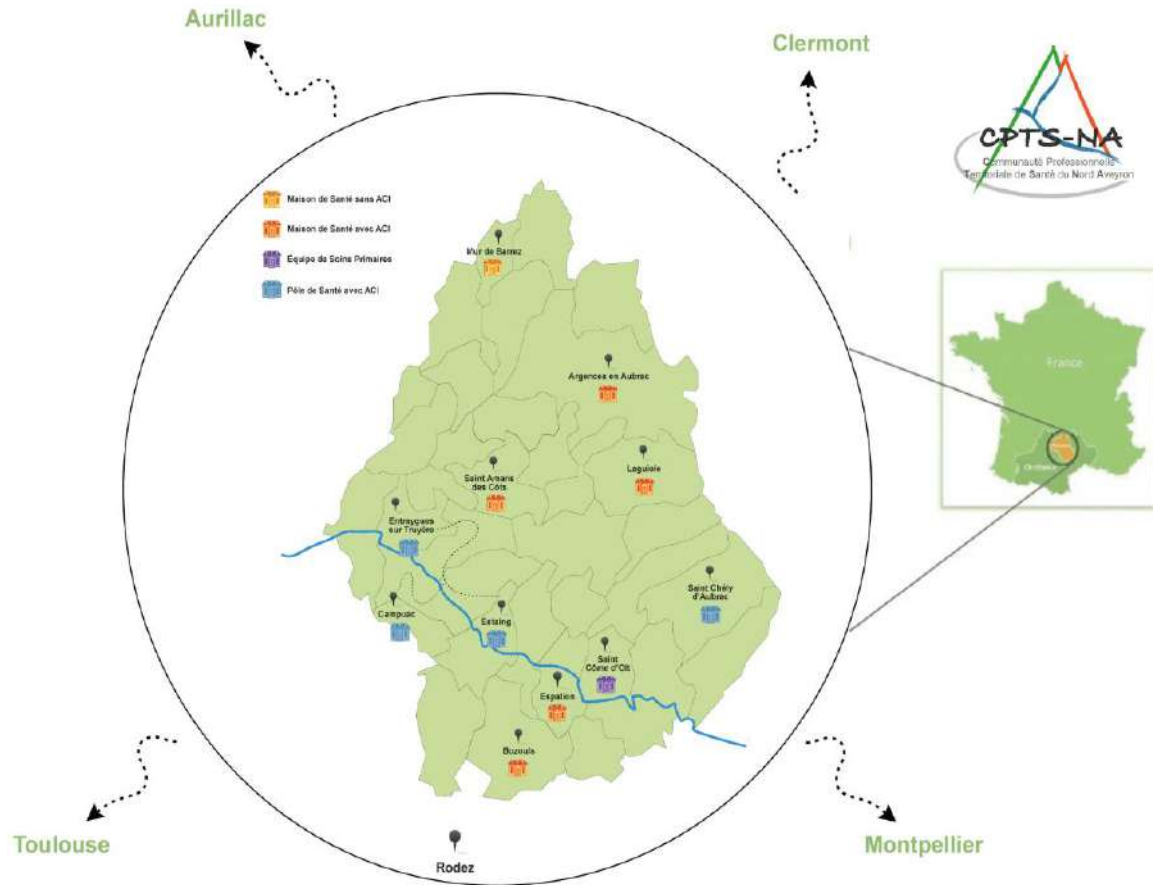 Aurillac
Clermont
CPTS-NA
Communauté Professionnelle
Territoriale de Santé du Nord Aveyron
Maison de Santé sans ACI
Maison de Santé avec ACI
Équipe de Soins Primaires
Pôle de Santé avec ACI
Mur de Barrez
Argences en Aubrac
France
Laguiole
Saint Amans
des Côts
Entraygues
sur Truyère
Saint Chély
d'Aubrac
Campuac
Estaing
Saint
Côme d'Olt
Espalion
Bozouls
Toulouse
Montpellier
Rodez